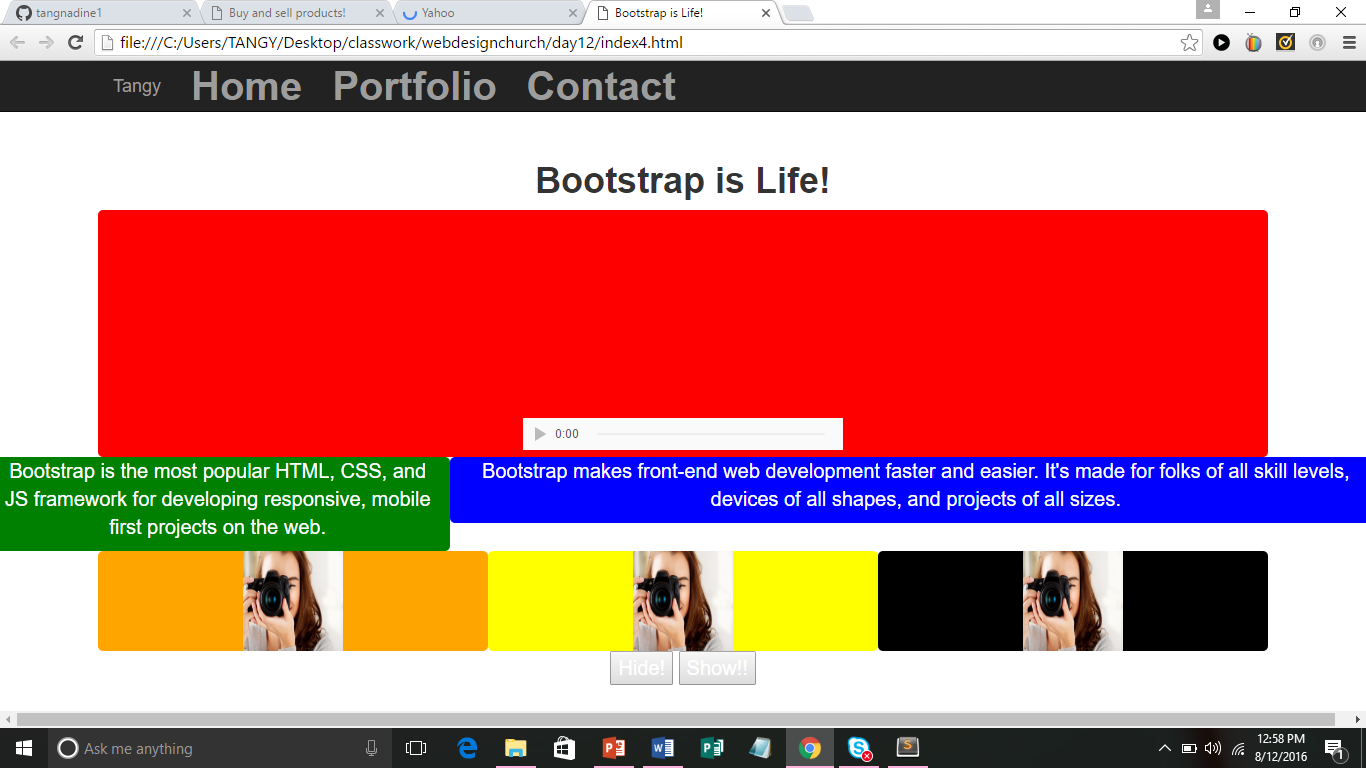 tangnadine1
Buy and sell products!
Yahoo
Bootstrap is Life!
file:///C:/Users/TANGY/Desktop/classwork/webdesignchurch/day12/index4.html
Tangy Home Portfolio Contact
Bootstrap is Life!
0:00
Bootstrap is the most popular HTML, CSS, and
JS framework for developing responsive, mobile
first projects on the web.
Bootstrap makes front-end web development faster and easier. It's made for folks of all skill levels,
devices of all shapes, and projects of all sizes.
Hide! Show!!
Ask me anything
12:58 PM
8/12/2016
1